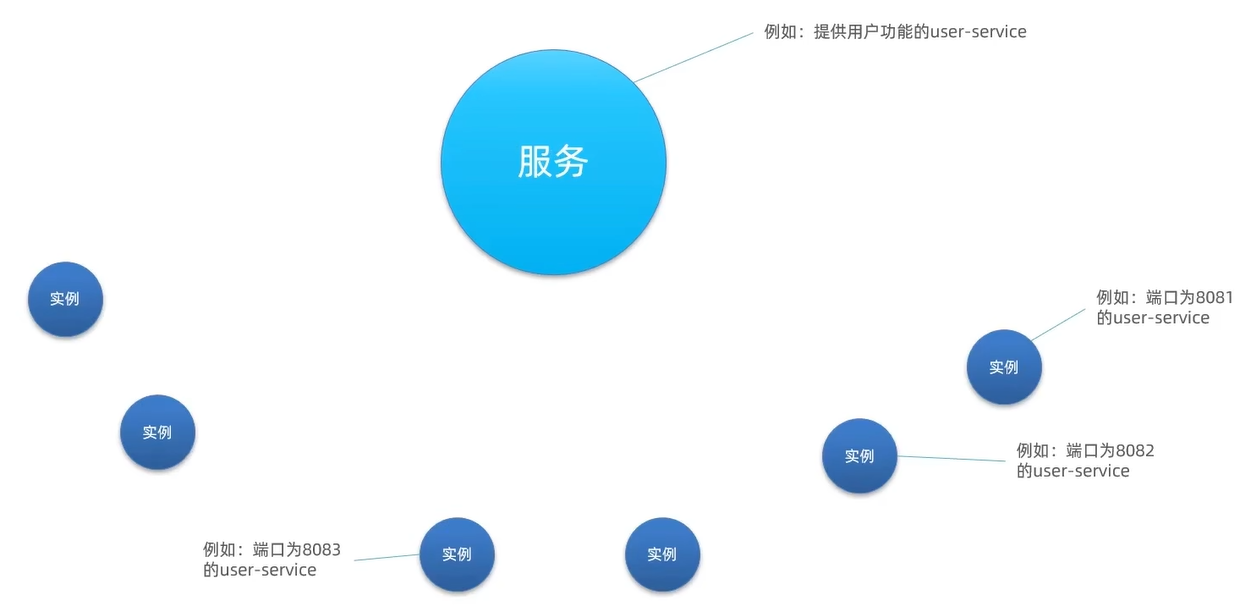 例如：提供用户功能的user-service
服务
实例
例如：端口为8081
的user-service
实例
实例
例如：端口为8082
的user-service
实例
例如：端口为8083
的user-service
实例
实例